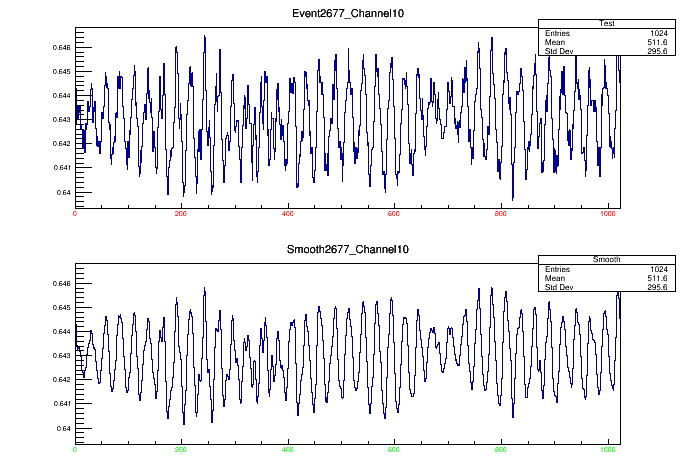 Event2677_Channel10
Test
Entries 1024
Mean 511.6
Std Dev 295.6
0.646
0.645
0.644
0.643
0.642
0.641
0.64
0 200 400 600 800 1000
Smooth2677_Channel10
Smooth
Entries 1024
Mean 511.6
Std Dev 295.6
0.646
0.645
0.644
0.643
0.642
0.641
0.64
0 200 400 600 800 1000